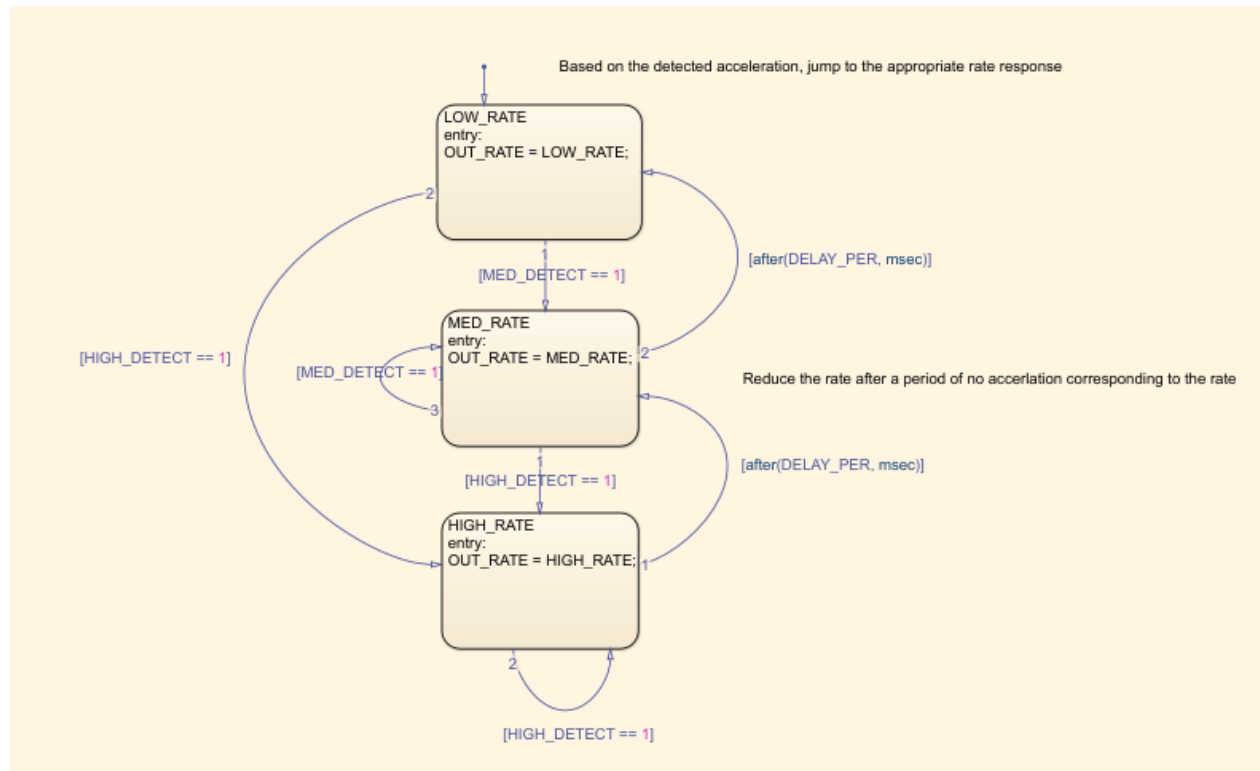 Based on the detected acceleration, jump to the appropriate rate response
LOW_RATE
entry:
OUT_RATE = LOW_RATE;
2
1
[after(DELAY_PER, msec)]
[MED_DETECT == 1]
MED_RATE
entry:
OUT_RATE = MED_RATE;
2
[HIGH_DETECT == 1]
[MED_DETECT == 1]
Reduce the rate after a period of no accerlation corresponding to the rate
3
1
[after(DELAY_PER, msec)]
[HIGH_DETECT == 1]
HIGH_RATE
entry:
OUT_RATE = HIGH_RATE;
1
2
[HIGH_DETECT == 1]